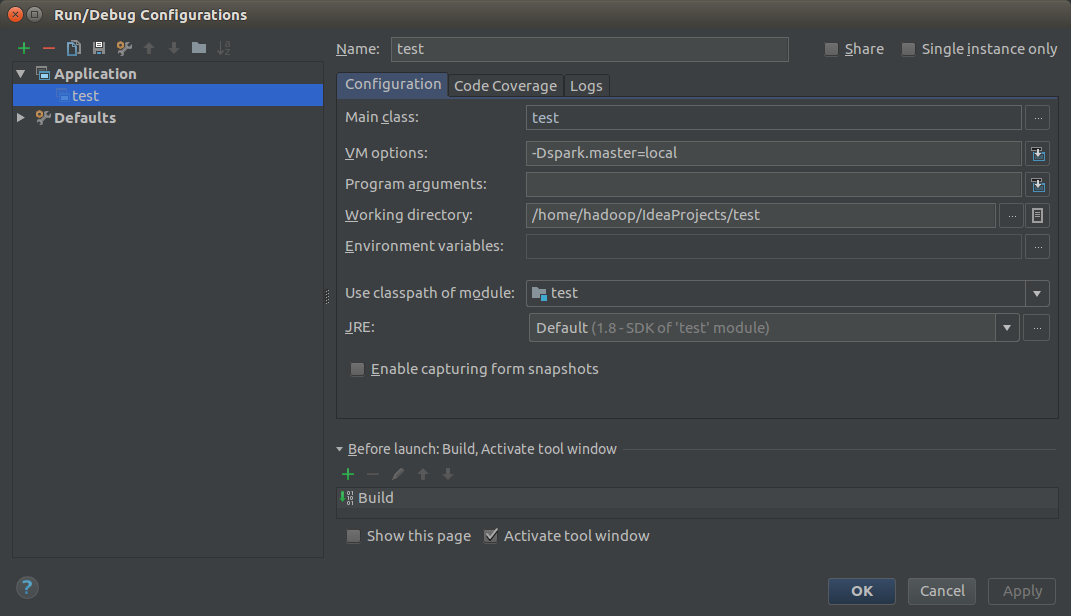 Run/Debug Configurations
Name: test Share Single instance only
Application
test
Defaults
Configuration Code Coverage Logs
Main class: test ...
VM options: -Dspark.master=local
Program arguments:
Working directory: /home/hadoop/IdeaProjects/test ...
Environment variables: ...
Use classpath of module: test
JRE: Default (1.8 - SDK of 'test' module) ...
Enable capturing form snapshots
Before launch: Build, Activate tool window
Build
Show this page Activate tool window
? OK Cancel Apply